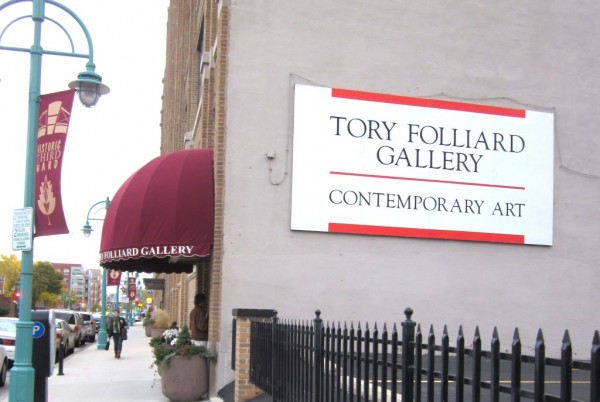 HISTORIC
THIRD
WARD
TORY FOLLIARD GALLERY
TORY FOLLIARD
GALLERY
CONTEMPORARY ART